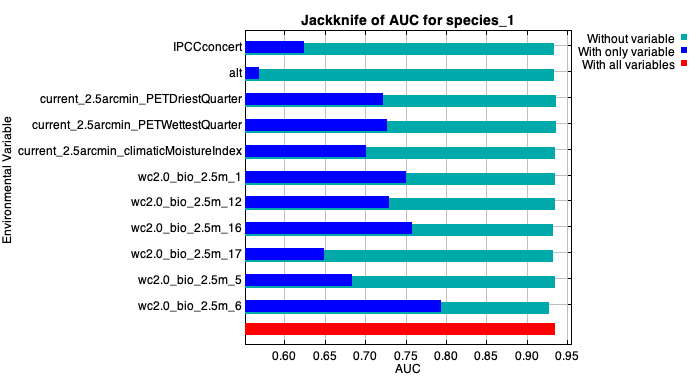 Jackknife of AUC for species_1
Without variable
With only variable
With all variables
Environmental Variable
IPCCconcert
alt
current_2.5arcmin_PETDriestQuarter
current_2.5arcmin_PETWettestQuarter
current_2.5arcmin_climaticMoistureIndex
wc2.0_bio_2.5m_1
wc2.0_bio_2.5m_12
wc2.0_bio_2.5m_16
wc2.0_bio_2.5m_17
wc2.0_bio_2.5m_5
wc2.0_bio_2.5m_6
0.60 0.65 0.70 0.75 0.80 0.85 0.90 0.95
AUC